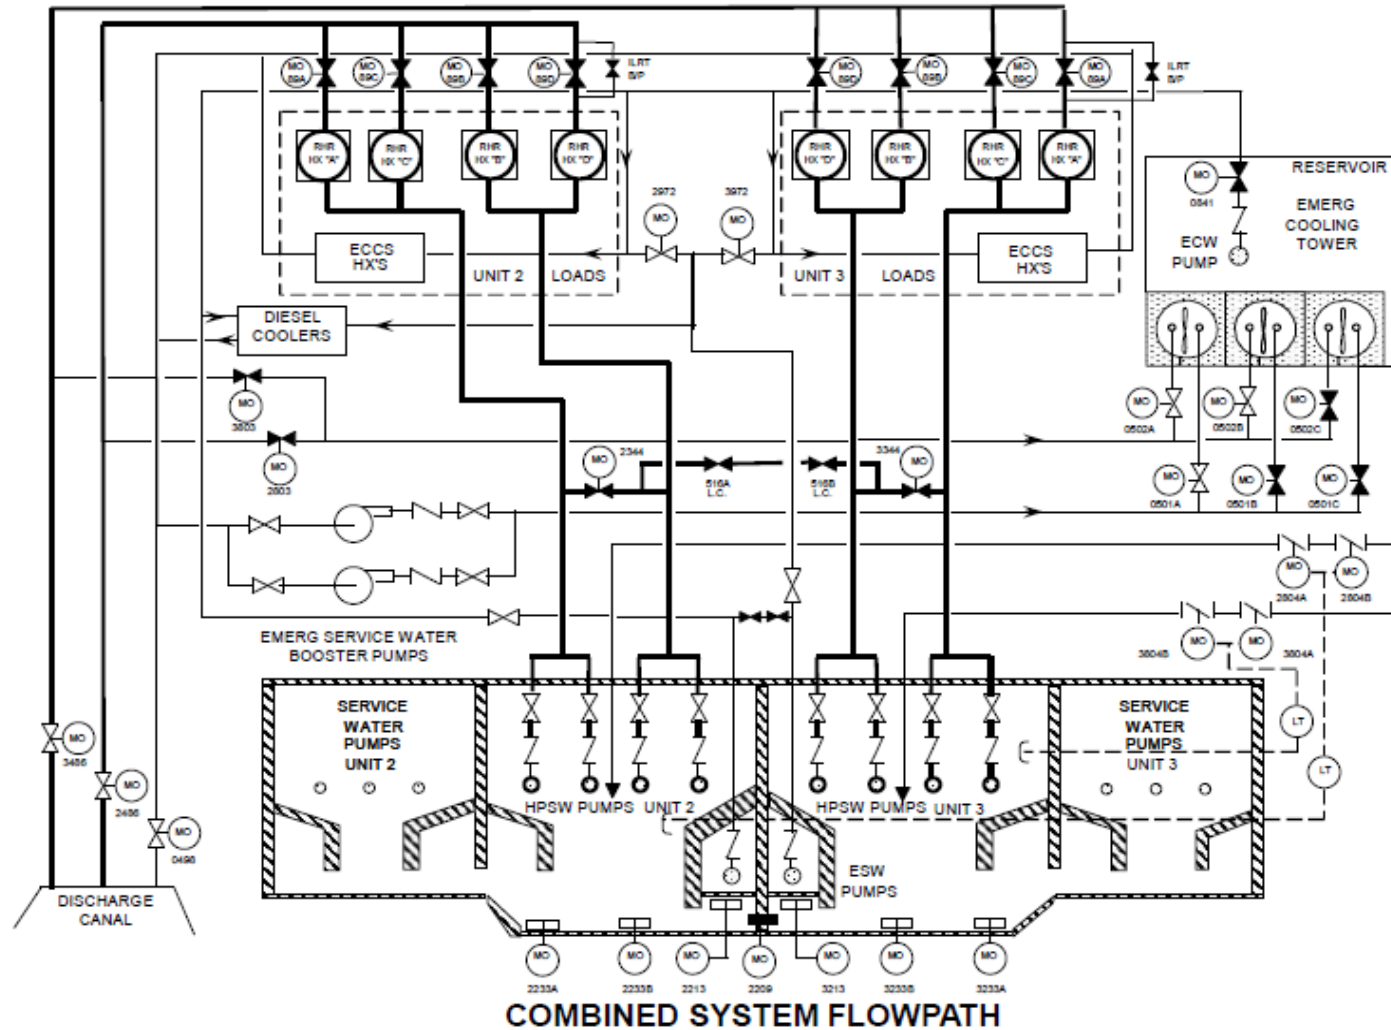 MO 89A
MO 89C
MO 89B
MO 89D
ILRT
B/P
MO 89D
MO 89B
MO 89C
MO 89A
ILRT
B/P
RHR HX "A"
RHR HX "C"
RHR HX "B"
RHR HX "D"
RHR HX "D"
RHR HX "B"
RHR HX "C"
RHR HX "A"
RESERVOIR
MO
0841
EMERG
COOLING
TOWER
ECW
PUMP
2972
MO
3972
MO
ECCS
HX'S
UNIT 2
LOADS
UNIT 3
LOADS
ECCS
HX'S
DIESEL
COOLERS
MO
3803
MO
2803
MO
0502A
MO
0502B
MO
0502C
MO
2344
516A
L.C.
516B
L.C.
3344
MO
MO
0501A
MO
0501B
MO
0501C
MO
2804A
MO
2804B
MO
3804B
MO
3804A
EMERG SERVICE WATER
BOOSTER PUMPS
SERVICE
WATER
PUMPS
UNIT 2
SERVICE
WATER
PUMPS
UNIT 3
LT
LT
MO
3486
MO
2486
MO
0498
HPSW PUMPS UNIT 2
HPSW PUMPS UNIT 3
ESW
PUMPS
DISCHARGE
CANAL
MO
2233A
MO
2233B
MO
2213
MO
2209
MO
3213
MO
3233B
MO
3233A
COMBINED SYSTEM FLOWPATH